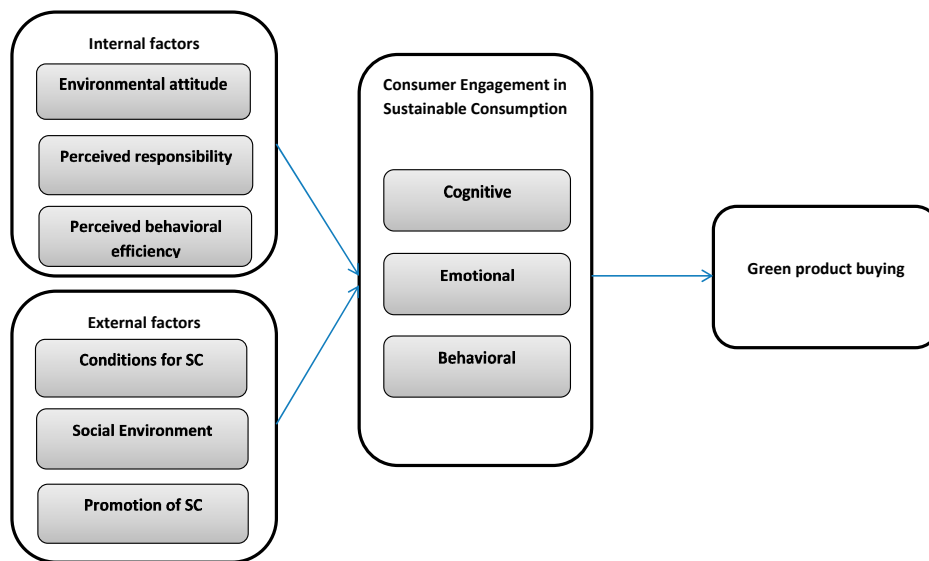 Internal factors
Environmental attitude
Perceived responsibility
Perceived behavioral
efficiency
External factors
Conditions for SC
Social Environment
Promotion of SC
Consumer Engagement in
Sustainable Consumption
Cognitive
Emotional
Behavioral
Green product buying